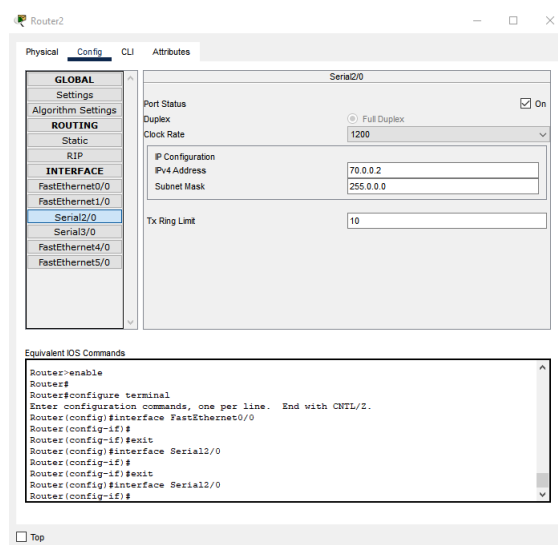 Router2
Physical Config CLI Attributes
GLOBAL
Settings
Algorithm Settings
ROUTING
Static
RIP
INTERFACE
FastEthernet0/0
FastEthernet1/0
Serial2/0
Serial3/0
FastEthernet4/0
FastEthernet5/0
Serial2/0
Port Status On
Duplex Full Duplex
Clock Rate 1200
IP Configuration
IPv4 Address 70.0.0.2
Subnet Mask 255.0.0.0
Tx Ring Limit 10
Equivalent IOS Commands
Router>enable
Router#
Router#configure terminal
Enter configuration commands, one per line. End with CNTL/Z.
Router(config)#interface FastEthernet0/0
Router(config-if)#
Router(config-if)#exit
Router(config)#interface Serial2/0
Router(config-if)#
Router(config-if)#exit
Router(config)#interface Serial2/0
Router(config-if)#
Top